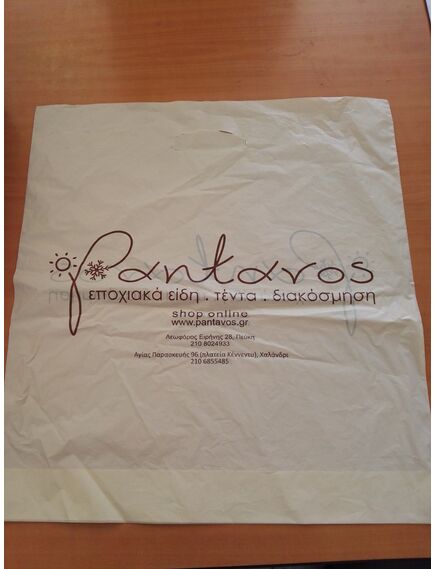 Pantavos
εποχιακά είδη . τέντα . διακόσμηση
shop online
www.pantavos.gr
Λεωφόρος Ειρήνης 28, Πεύκη
210 8024933
Αγίας Παρασκευής 96 (πλατεία Κέννεντυ), Χαλάνδρι
210 6855485